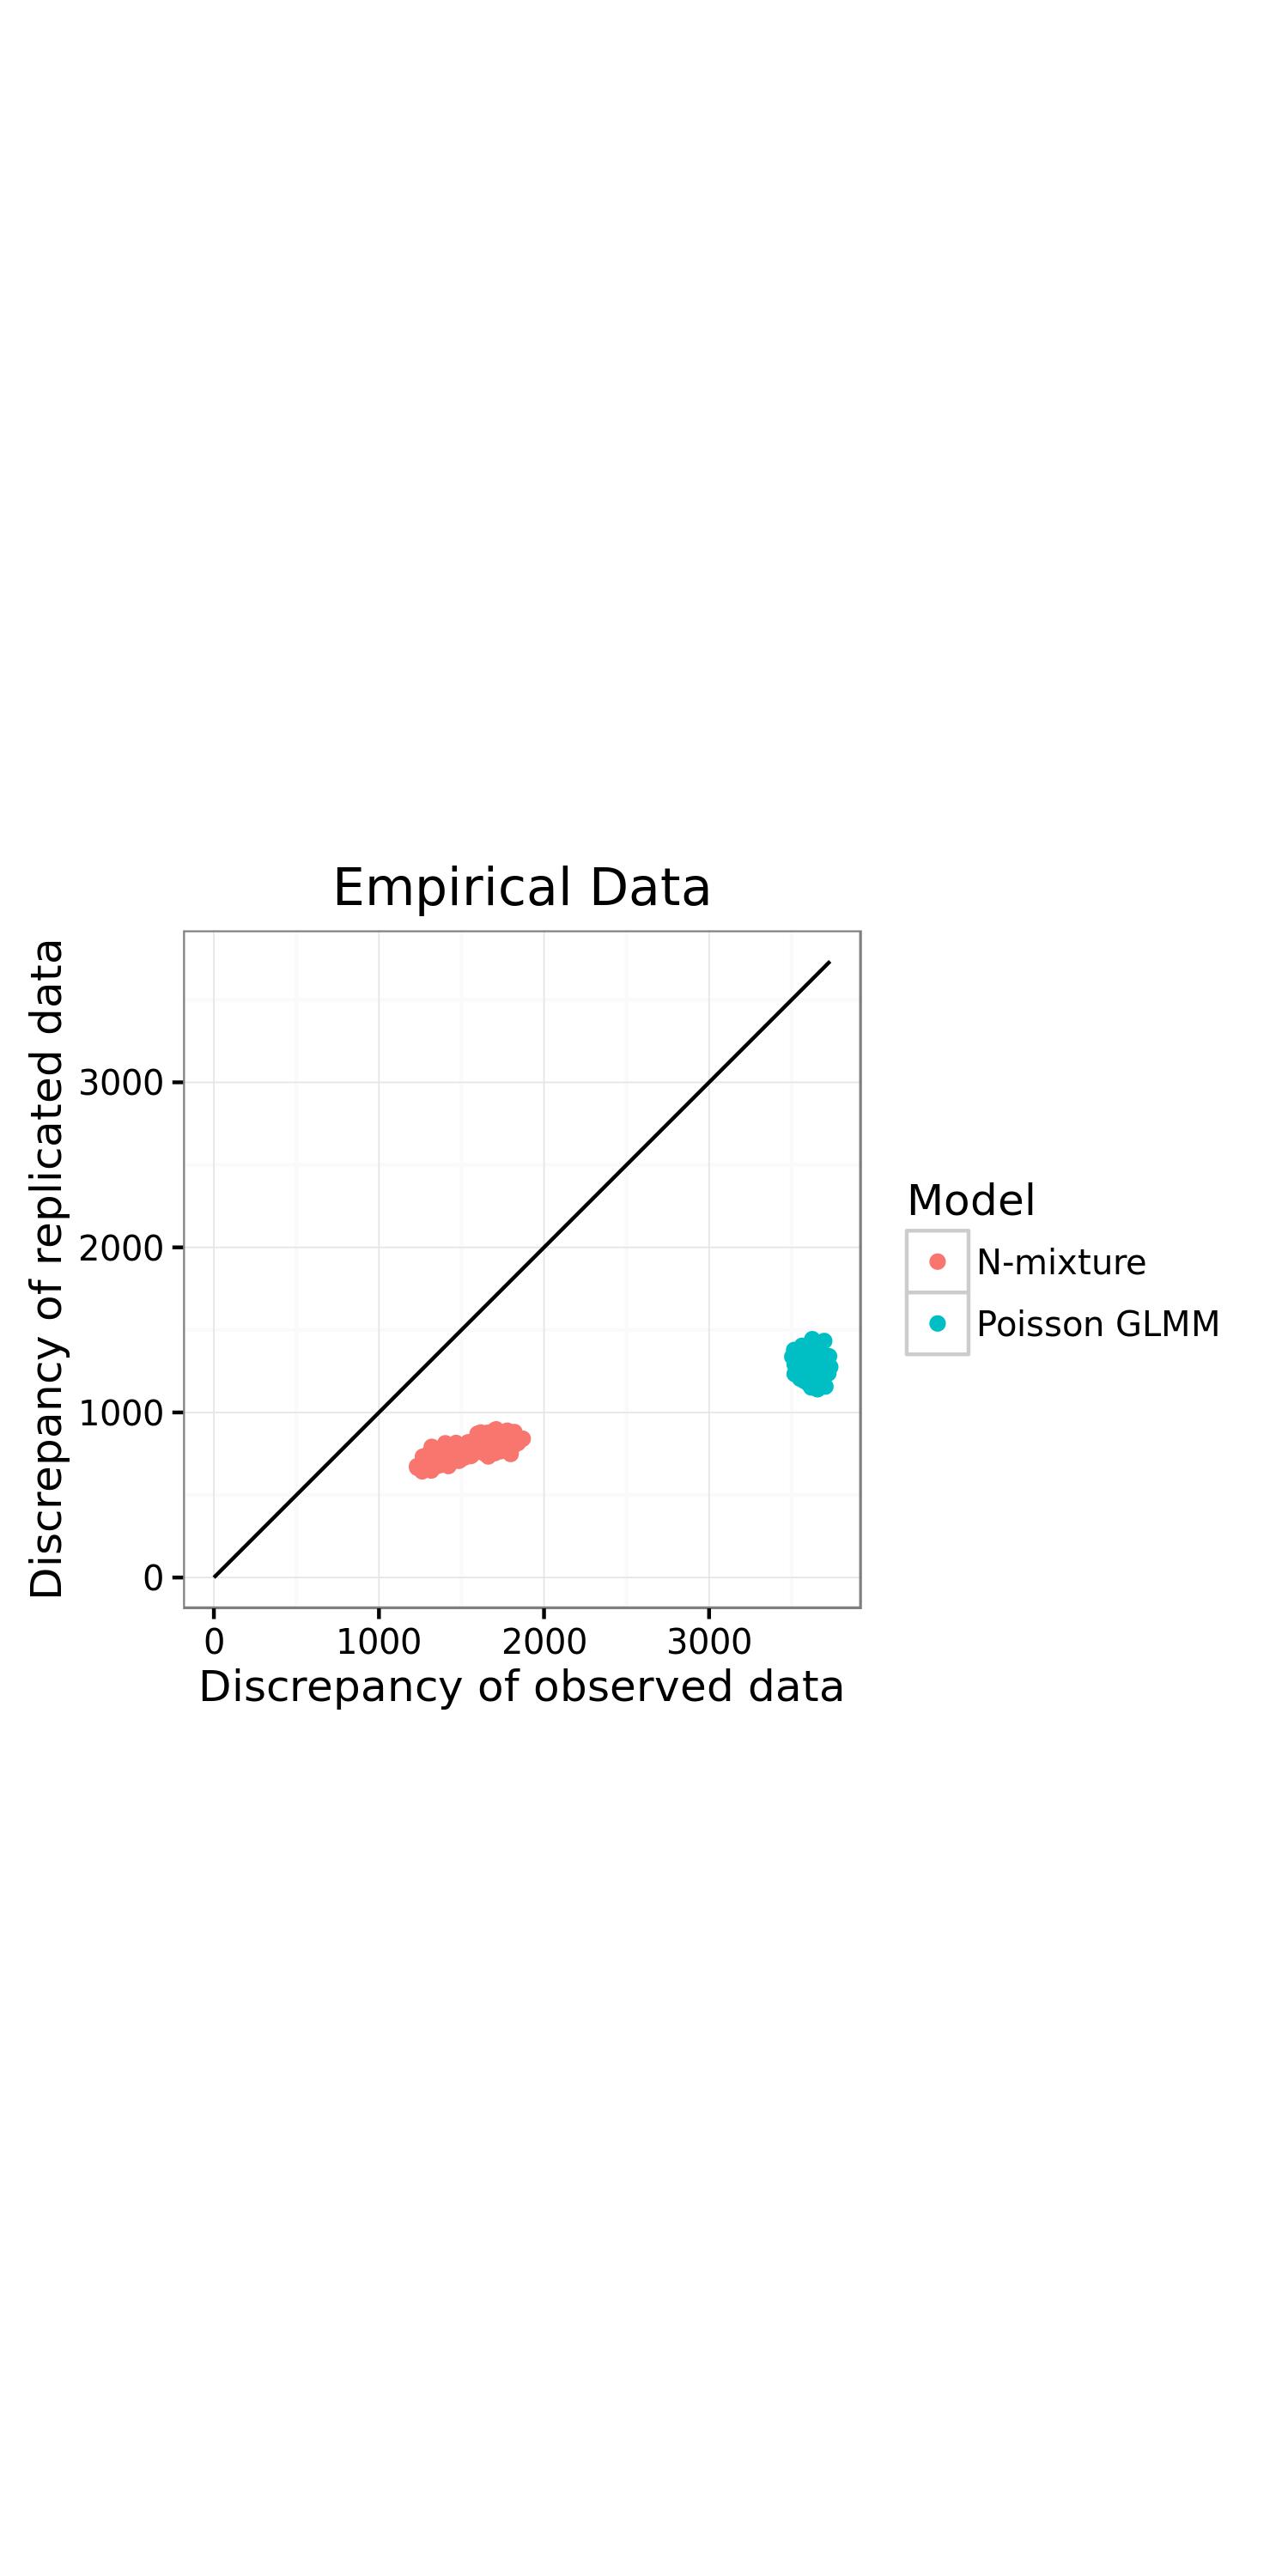 Empirical Data
Discrepancy of replicated data
3000
2000
1000
0
0 1000 2000 3000
Discrepancy of observed data
Model
N-mixture
Poisson GLMM